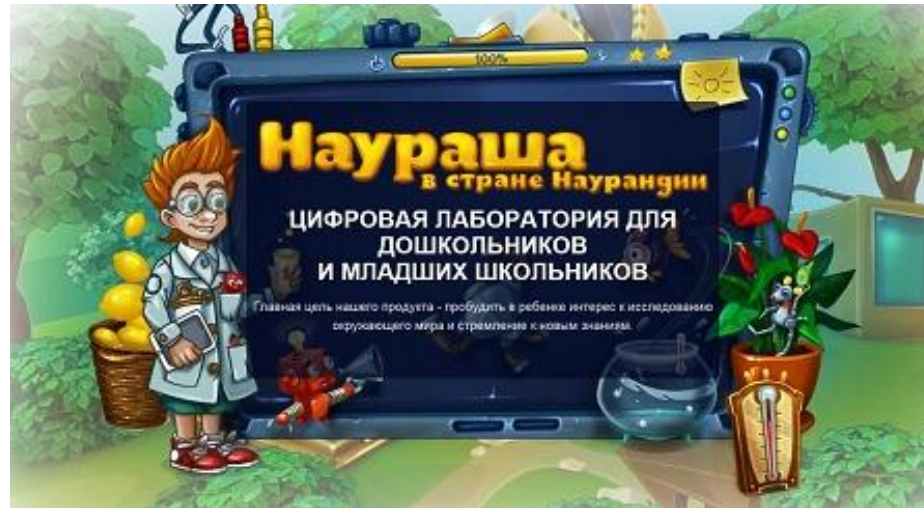 100%
Наураша
в стране Наурандии
ЦИФРОВАЯ ЛАБОРАТОРИЯ ДЛЯ
ДОШКОЛЬНИКОВ
И МЛАДШИХ ШКОЛЬНИКОВ
Главная цель нашего продукта - пробудить в ребенке интерес к исследованию
окружающего мира и стремление к новым знаниям.